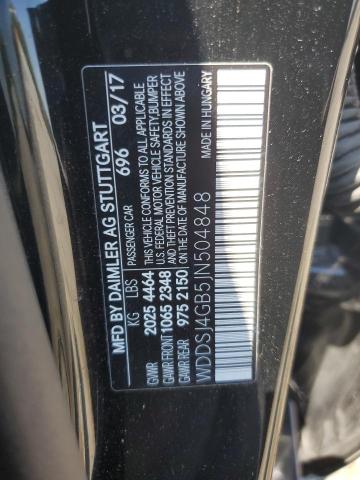 MFD BY DAIMLER AG STUTTGART
PASSENGER CAR 696 03/17
KG LBS
GVWR 2025 4464
GAWR FRONT 1065 2348
GAWR REAR 975 2150
THIS VEHICLE CONFORMS TO ALL APPLICABLE
U.S. FEDERAL MOTOR VEHICLE SAFETY, BUMPER
AND THEFT PREVENTION STANDARDS IN EFFECT
ON THE DATE OF MANUFACTURE SHOWN ABOVE
WDDSJ4GB5JN504848
MADE IN HUNGARY